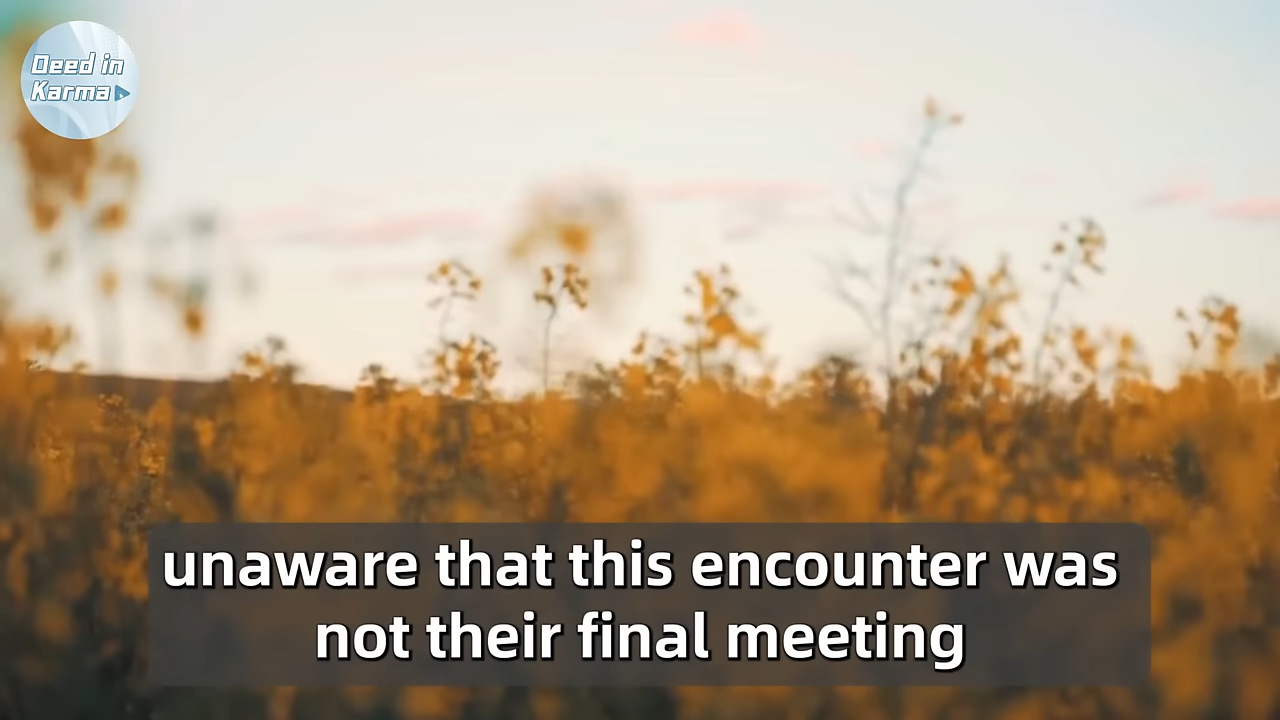 Deed in
Karma
unaware that this encounter was
not their final meeting